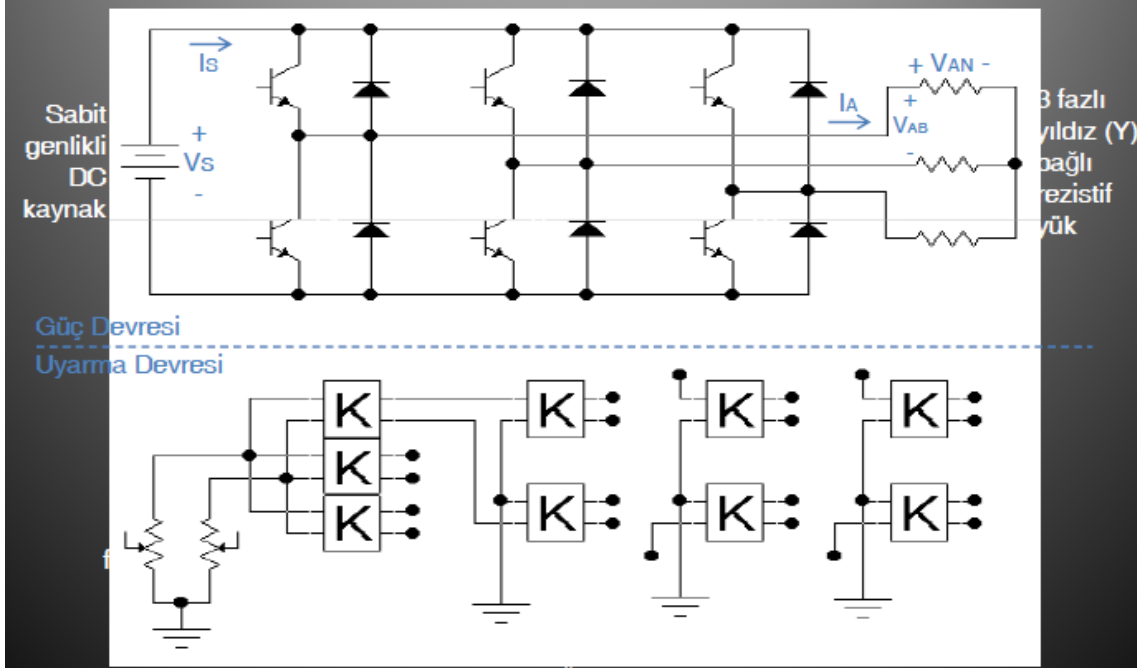 Sabit
genlikli
DC
kaynak
IS
+
VS
-
IA
+ VAN -
+
VAB
-
3 fazlı
yıldız (Y)
bağlı
rezistif
yük
Güç Devresi
Uyarma Devresi
K
K
K
K
K
K
K
K
K
f